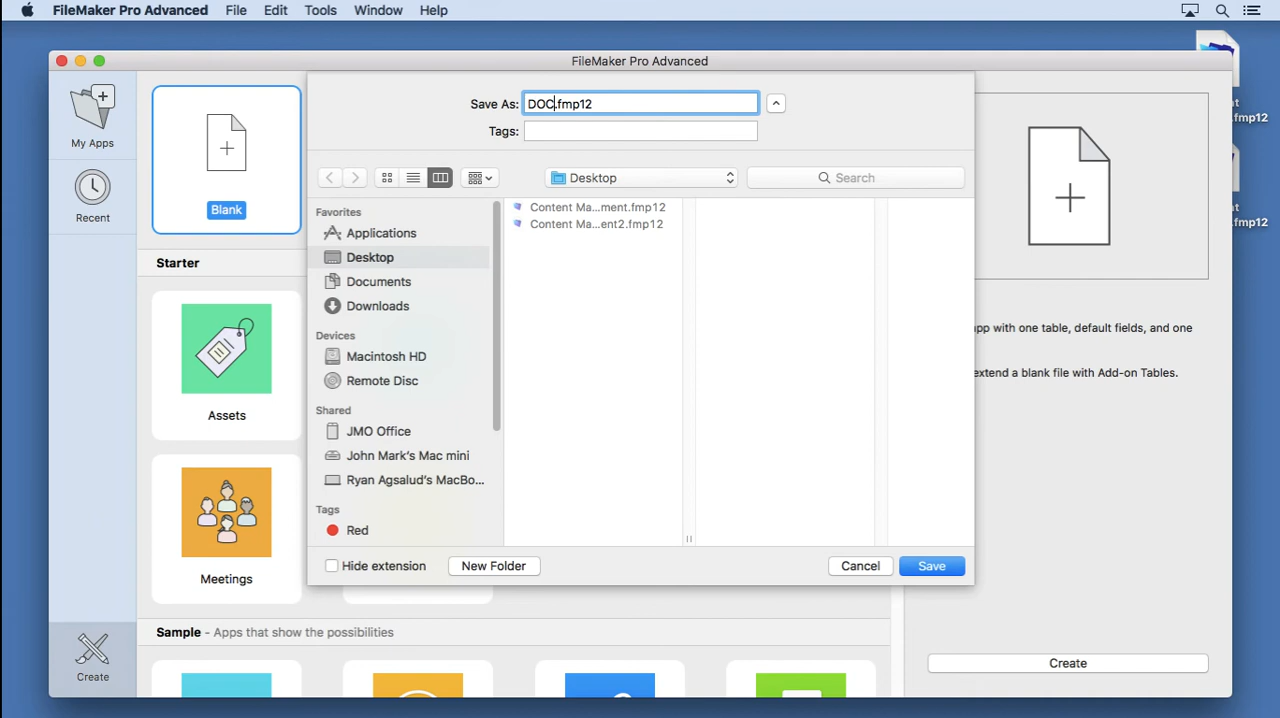 FileMaker Pro Advanced File Edit Tools Window Help
FileMaker Pro Advanced
My Apps
Recent
Create
Blank
Starter
Assets
Meetings
Sample - Apps that show the possibilities
Save As: DOC.fmp12
Tags:
Desktop
Search
Favorites
Applications
Desktop
Documents
Downloads
Devices
Macintosh HD
Remote Disc
Shared
JMO Office
John Mark's Mac mini
Ryan Agsalud's MacBo...
Tags
Red
Content Ma...ment.fmp12
Content Ma...ent2.fmp12
Hide extension
New Folder
Cancel
Save
app with one table, default fields, and one
extend a blank file with Add-on Tables.
Create
nt
.fmp12
nt
.fmp12